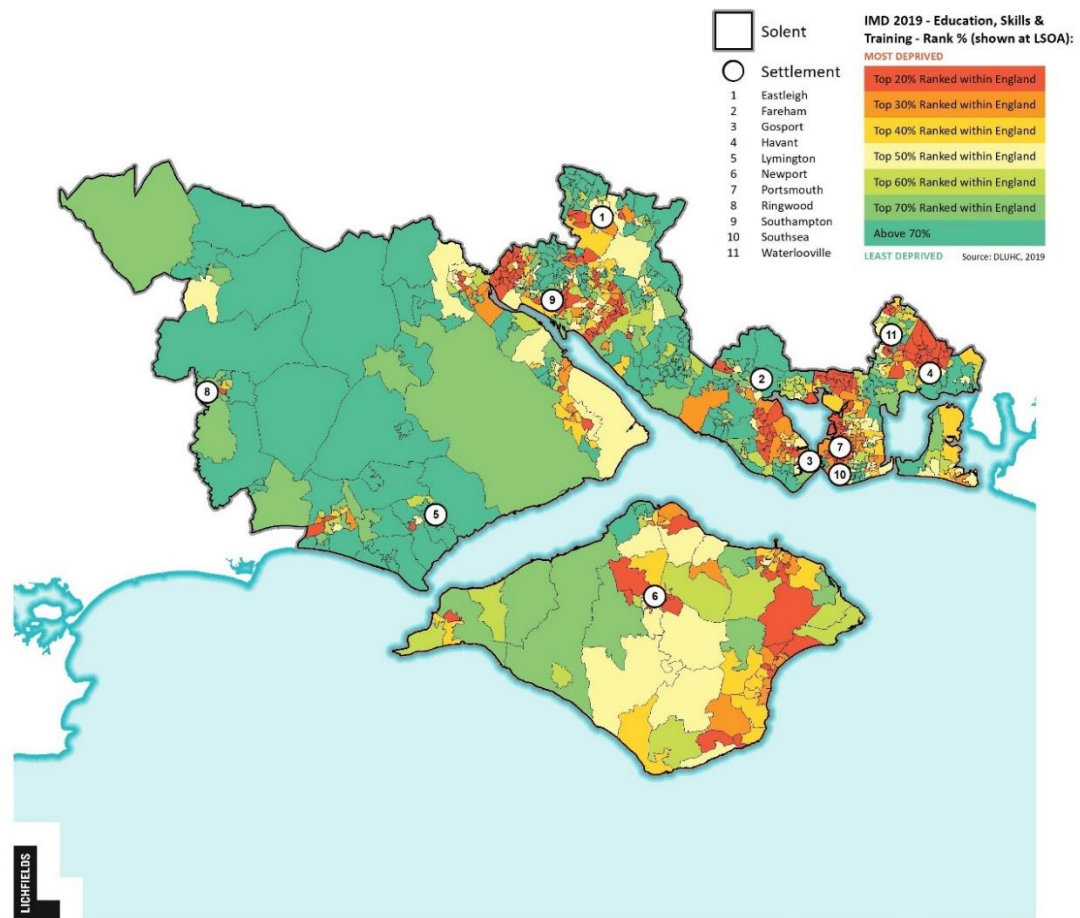 Solent
Settlement
1 Eastleigh
2 Fareham
3 Gosport
4 Havant
5 Lymington
6 Newport
7 Portsmouth
8 Ringwood
9 Southampton
10 Southsea
11 Waterlooville
IMD 2019 - Education, Skills &
Training - Rank % (shown at LSOA):
MOST DEPRIVED
Top 20% Ranked within England
Top 30% Ranked within England
Top 40% Ranked within England
Top 50% Ranked within England
Top 60% Ranked within England
Top 70% Ranked within England
Above 70%
LEAST DEPRIVED Source: DLUHC, 2019
1
9
11
2
4
8
7
3
10
5
6
LICHFIELDS